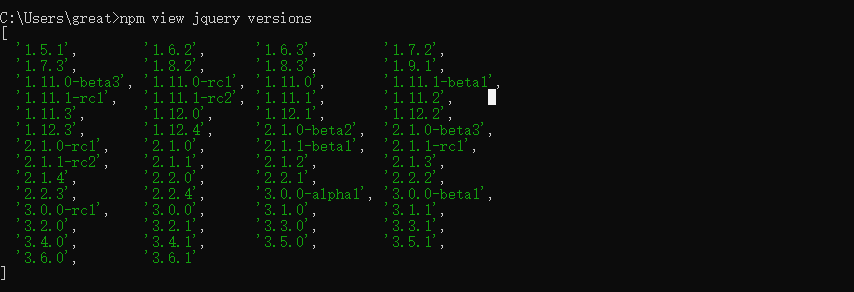 C:\Users\great>npm view jquery versions
[
'1.5.1', '1.6.2', '1.6.3', '1.7.2',
'1.7.3', '1.8.2', '1.8.3', '1.9.1',
'1.11.0-beta3', '1.11.0-rc1', '1.11.0', '1.11.1-beta1',
'1.11.1-rc1', '1.11.1-rc2', '1.11.1', '1.11.2',
'1.11.3', '1.12.0', '1.12.1', '1.12.2',
'1.12.3', '1.12.4', '2.1.0-beta2', '2.1.0-beta3',
'2.1.0-rc1', '2.1.0', '2.1.1-beta1', '2.1.1-rc1',
'2.1.1-rc2', '2.1.1', '2.1.2', '2.1.3',
'2.1.4', '2.2.0', '2.2.1', '2.2.2',
'2.2.3', '2.2.4', '3.0.0-alpha1', '3.0.0-beta1',
'3.0.0-rc1', '3.0.0', '3.1.0', '3.1.1',
'3.2.0', '3.2.1', '3.3.0', '3.3.1',
'3.4.0', '3.4.1', '3.5.0', '3.5.1',
'3.6.0', '3.6.1'
]